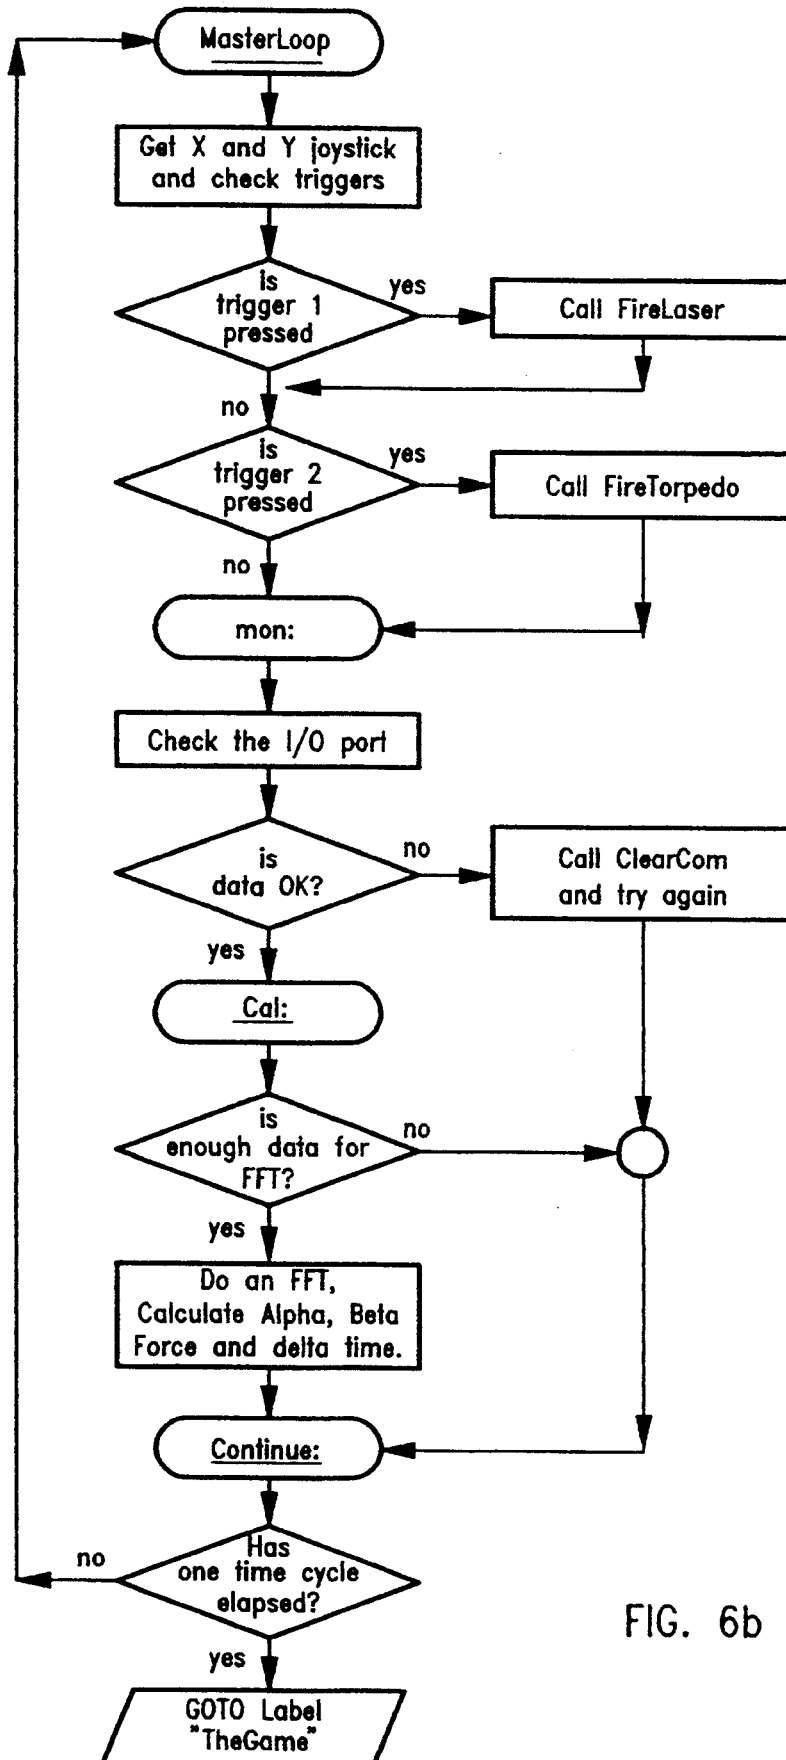 MasterLoop
Get X and Y joystick
and check triggers
is
trigger 1
pressed
yes
Call FireLaser
no
is
trigger 2
pressed
yes
Call FireTorpedo
no
mon:
Check the I/O port
is
data OK?
no
Call ClearCom
and try again
yes
Cal:
is
enough data for
FFT?
no
yes
Do an FFT,
Calculate Alpha, Beta
Force and delta time.
Continue:
Has
one time cycle
elapsed?
no
yes
GOTO Label
"TheGame"
FIG. 6b